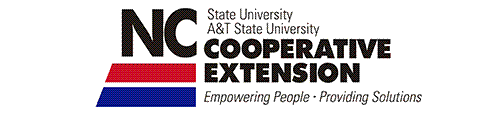 NC
State University
A&T State University
COOPERATIVE
EXTENSION
Empowering People · Providing Solutions